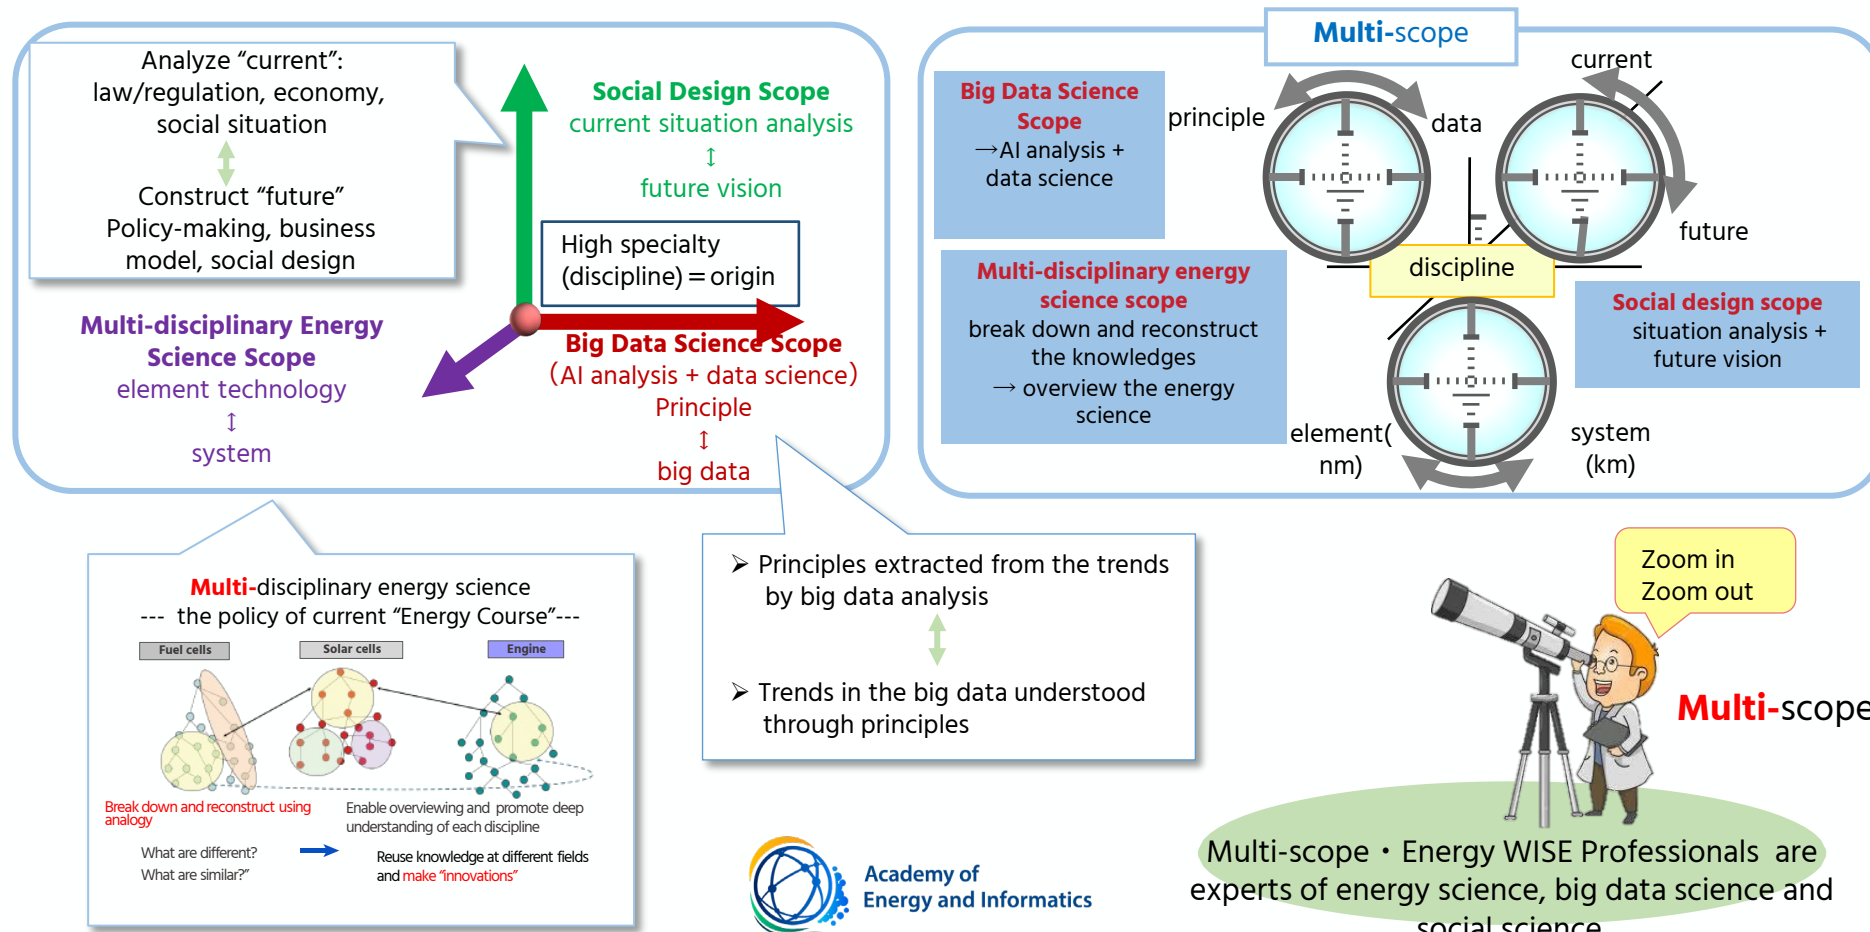 Analyze “current”:
law/regulation, economy,
social situation
Construct “future”
Policy-making, business
model, social design
Social Design Scope
current situation analysis
↕
future vision
High specialty
(discipline)＝origin
Multi-disciplinary Energy
Science Scope
element technology
↕
system
Big Data Science Scope
（AI analysis + data science）
Principle
↕
big data
Multi-scope
Big Data Science
Scope
→AI analysis +
data science
principle
data
current
future
discipline
Multi-disciplinary energy
science scope
break down and reconstruct
the knowledges
→ overview the energy
science
Social design scope
situation analysis +
future vision
element(
nm)
system
(km)
Multi-disciplinary energy science
--- the policy of current “Energy Course”---
Fuel cells
Solar cells
Engine
Break down and reconstruct using
analogy
Enable overviewing and promote deep
understanding of each discipline
What are different?
What are similar?”
Reuse knowledge at different fields
and make “innovations”
➢ Principles extracted from the trends
by big data analysis
➢ Trends in the big data understood
through principles
Academy of
Energy and Informatics
Zoom in
Zoom out
Multi-scope
Multi-scope・Energy WISE Professionals are
experts of energy science, big data science and
social science